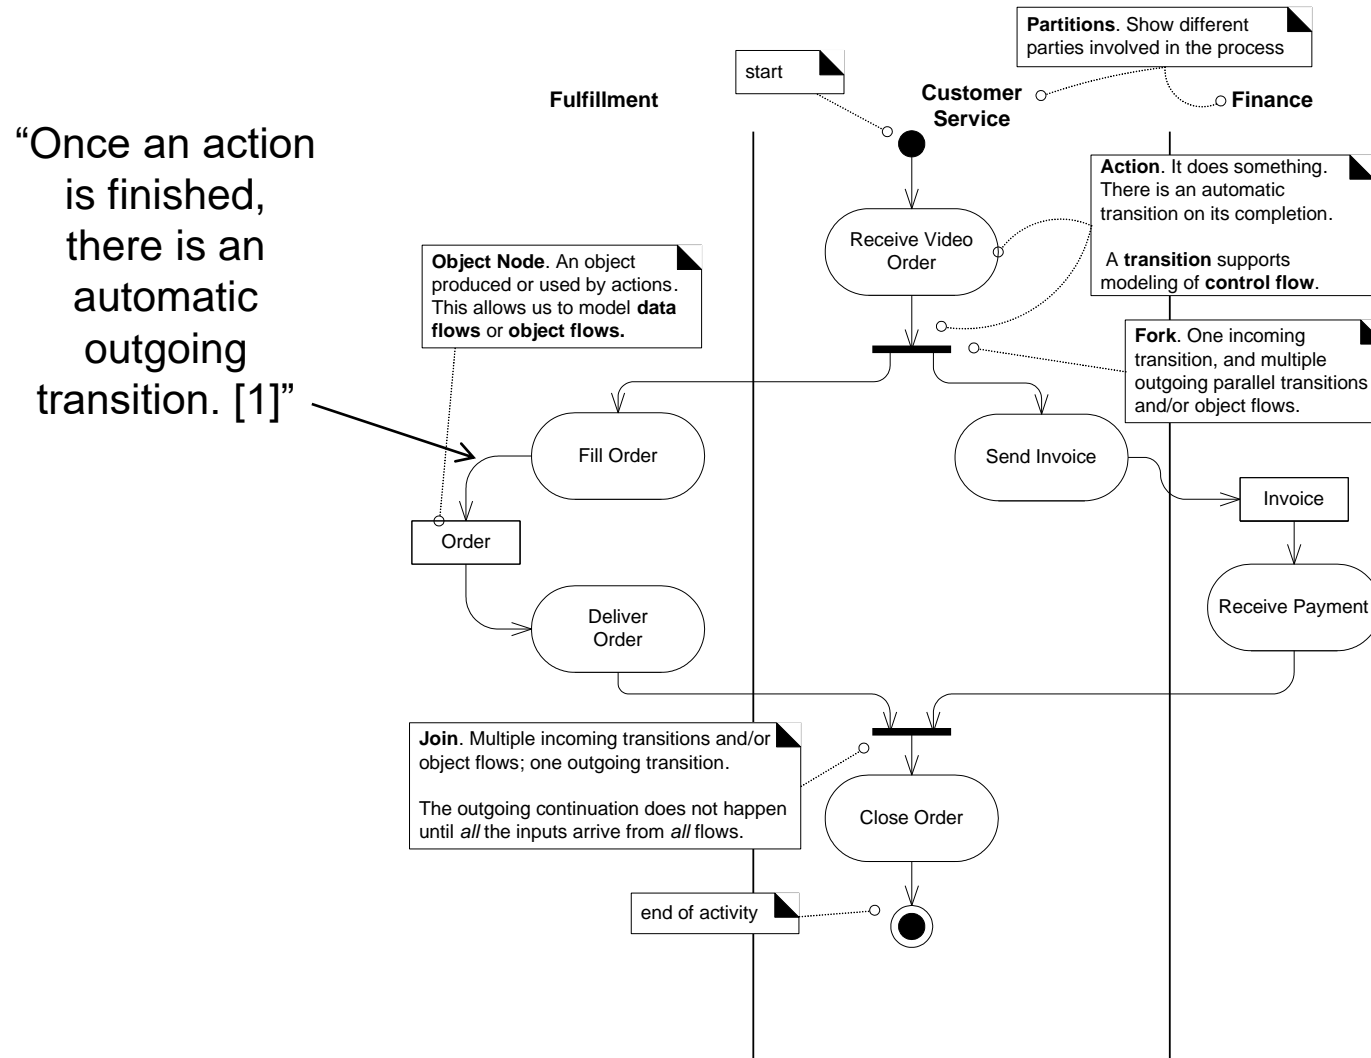 Partitions. Show different
parties involved in the process
start
Fulfillment
Customer
Service
Finance
“Once an action
is finished,
there is an
automatic
outgoing
transition. [1]”
Action. It does something.
There is an automatic
transition on its completion.
A transition supports
modeling of control flow.
Receive Video
Order
Object Node. An object
produced or used by actions.
This allows us to model data
flows or object flows.
Fork. One incoming
transition, and multiple
outgoing parallel transitions
and/or object flows.
Fill Order
Send Invoice
Invoice
Order
Deliver
Order
Receive Payment
Join. Multiple incoming transitions and/or
object flows; one outgoing transition.
The outgoing continuation does not happen
until all the inputs arrive from all flows.
Close Order
end of activity